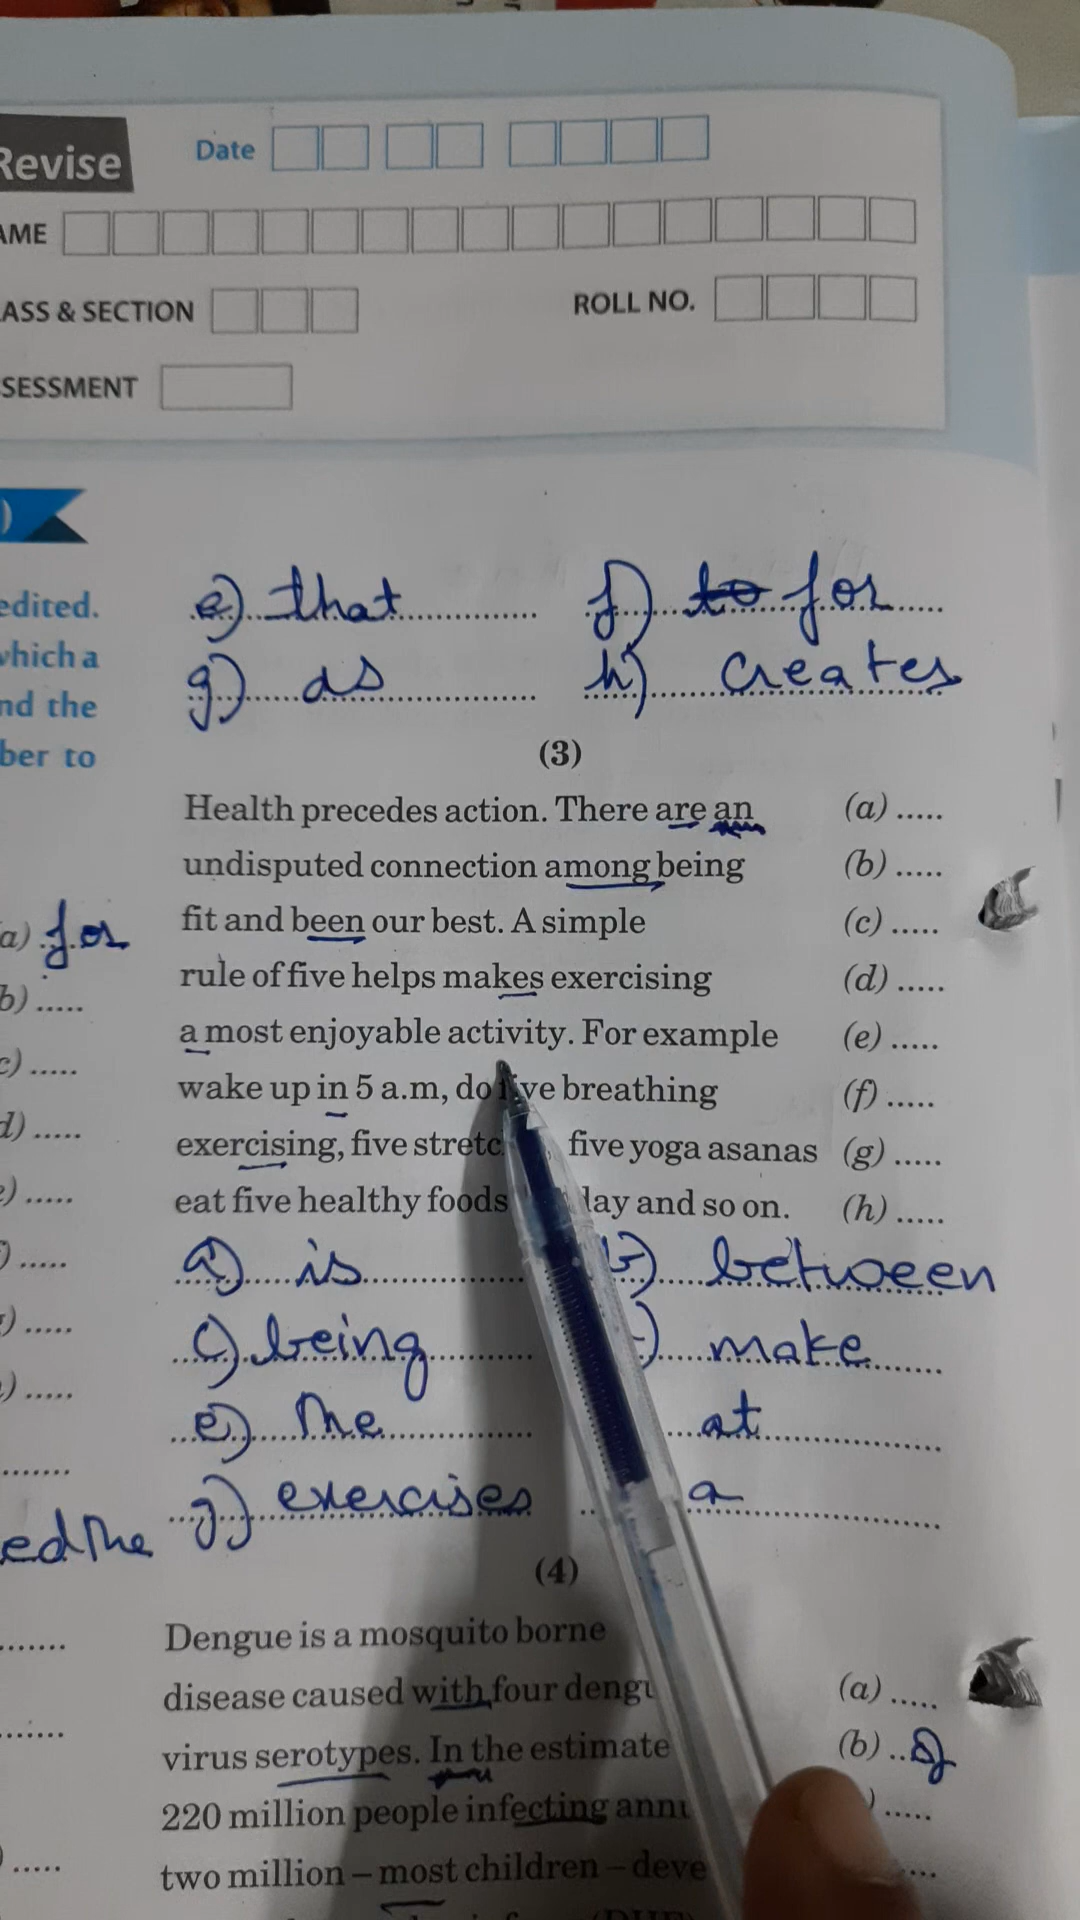 Revise
Date
AME
ASS & SECTION ROLL NO.
SESSMENT
)
edited.
which a
nd the
ber to
e) that f) to for
g) as h) creates
(3)
Health precedes action. There are an (a) .....
undisputed connection among being (b) .....
fit and been our best. A simple (c) .....
rule of five helps makes exercising (d) .....
a most enjoyable activity. For example (e) .....
wake up in 5 a.m, do five breathing (f) .....
exercising, five stretc five yoga asanas (g) .....
eat five healthy foods day and so on. (h) .....
a) is b) between
c) being ) make
e) the at
g) exercises a
a) for
b) .....
c) .....
d) .....
e) .....
) .....
) .....
) .....
ed the
(4)
Dengue is a mosquito borne
disease caused with four dengu (a) .....
virus serotypes. In the estimate (b) ..
220 million people infecting annu ) .....
two million – most children – deve